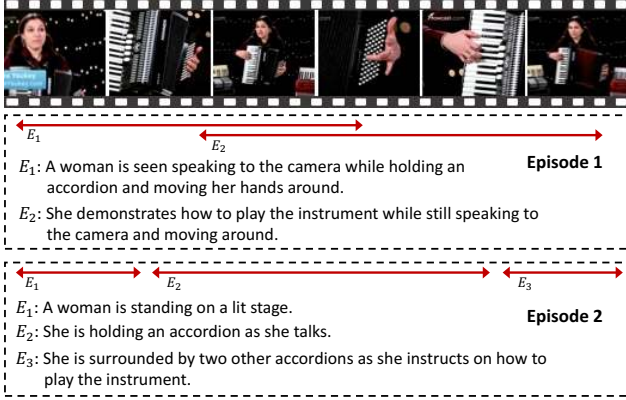 ne Toukey
E₁
E₂
E₁: A woman is seen speaking to the camera while holding an
Episode 1
accordion and moving her hands around.
E₂: She demonstrates how to play the instrument while still speaking to
the camera and moving around.
E₁
E₂
E₃
E₁: A woman is standing on a lit stage.
Episode 2
E₂: She is holding an accordion as she talks.
E₃: She is surrounded by two other accordions as she instructs on how to
play the instrument.